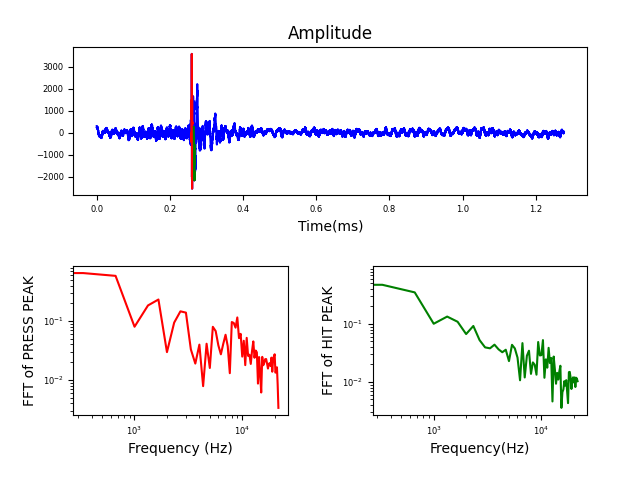 Amplitude
3000
2000
1000
0
−1000
−2000
0.0 0.2 0.4 0.6 0.8 1.0 1.2
Time(ms)
FFT of PRESS PEAK
10⁻¹
10⁻²
10³ 10⁴
Frequency (Hz)
FFT of HIT PEAK
10⁻¹
10⁻²
10³ 10⁴
Frequency(Hz)